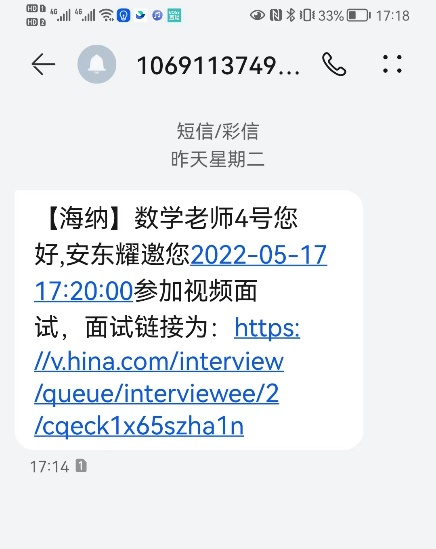 HD 1 4G 4G 33% 17:18
HD 2
1069113749...
短信/彩信
昨天星期二
【海纳】数学老师4号您
好,安东耀邀您2022-05-17
17:20:00参加视频面
试，面试链接为：https:
//v.hina.com/interview
/queue/interviewee/2
/cqeck1x65szha1n
17:14 1